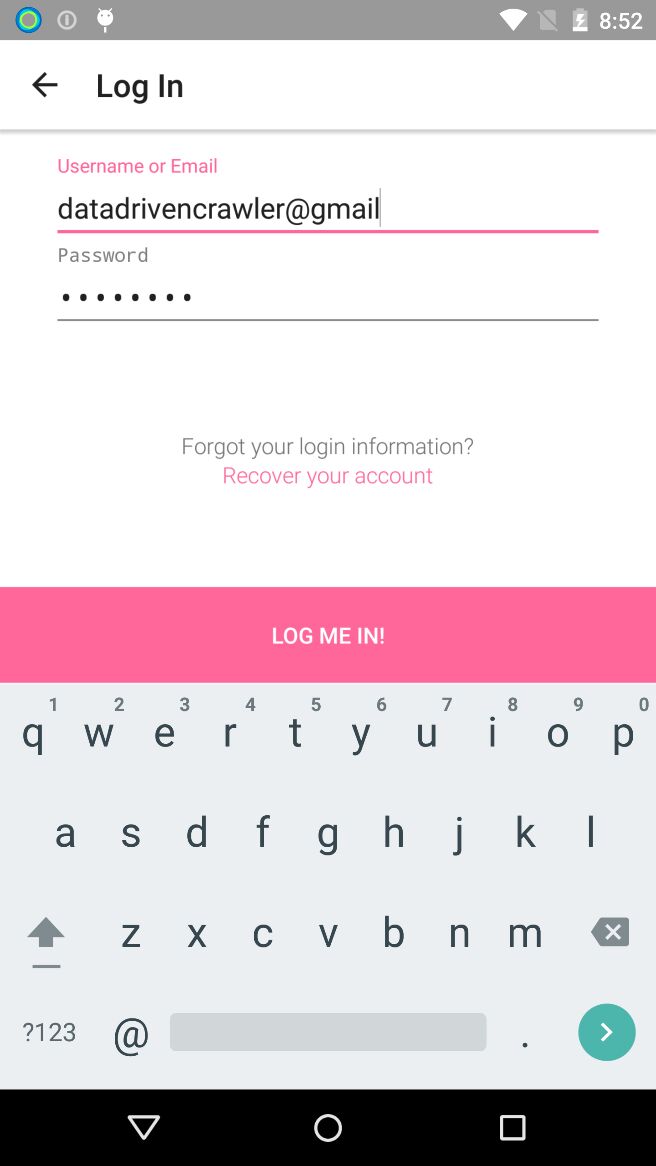 8:52
Log In
Username or Email
datadrivencrawler@gmail
Password
••••••••
Forgot your login information?
Recover your account
LOG ME IN!
1 2 3 4 5 6 7 8 9 0
q w e r t y u i o p
a s d f g h j k l
z x c v b n m
?123 @ .